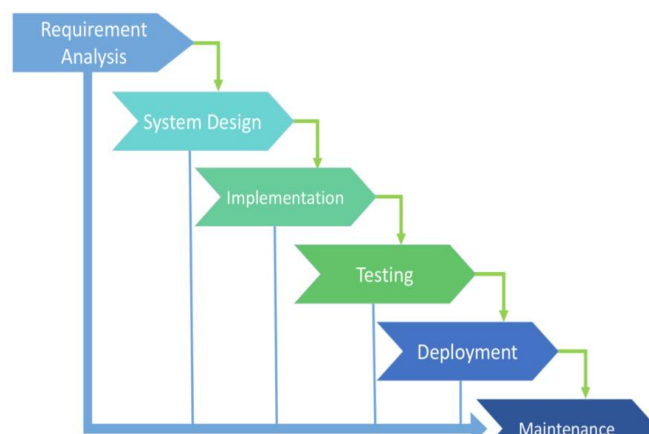 Requirement
Analysis
System Design
Implementation
Testing
Deployment
Maintenance